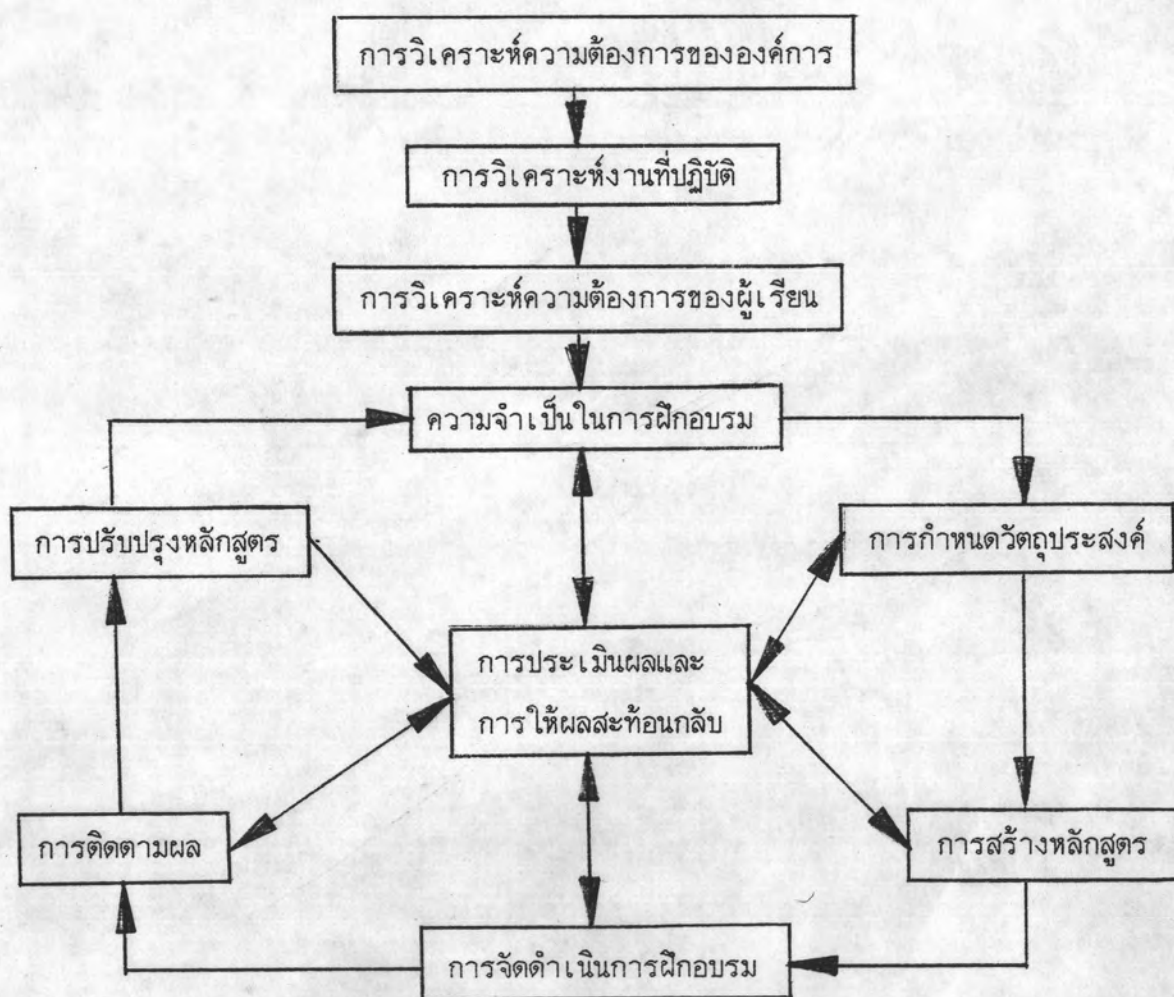 การวิเคราะห์ความต้องการขององค์การ
การวิเคราะห์งานที่ปฏิบัติ
การวิเคราะห์ความต้องการของผู้เรียน
ความจำเป็นในการฝึกอบรม
การปรับปรุงหลักสูตร
การกำหนดวัตถุประสงค์
การประเมินผลและ
การให้ผลสะท้อนกลับ
การติดตามผล
การสร้างหลักสูตร
การจัดดำเนินการฝึกอบรม